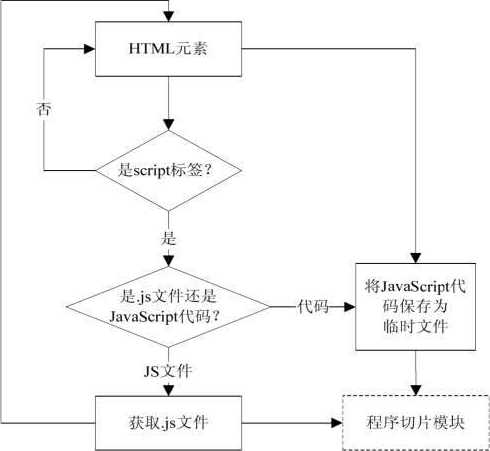 HTML元素
否
是script标签?
是
是.js文件还是
JavaScript代码?
代码
将JavaScript代
码保存为
临时文件
JS文件
获取.js文件
程序切片模块